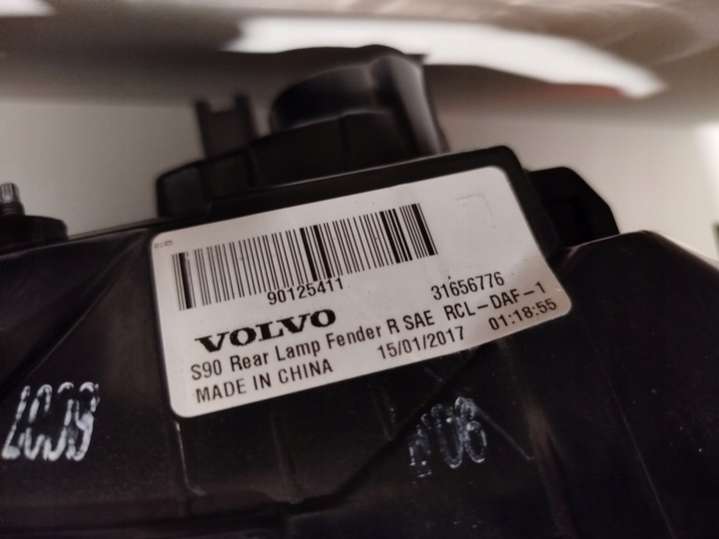 90125411 31656776
VOLVO
S90 Rear Lamp Fender R SAE RCL-DAF-1
MADE IN CHINA 15/01/2017 01:18:55